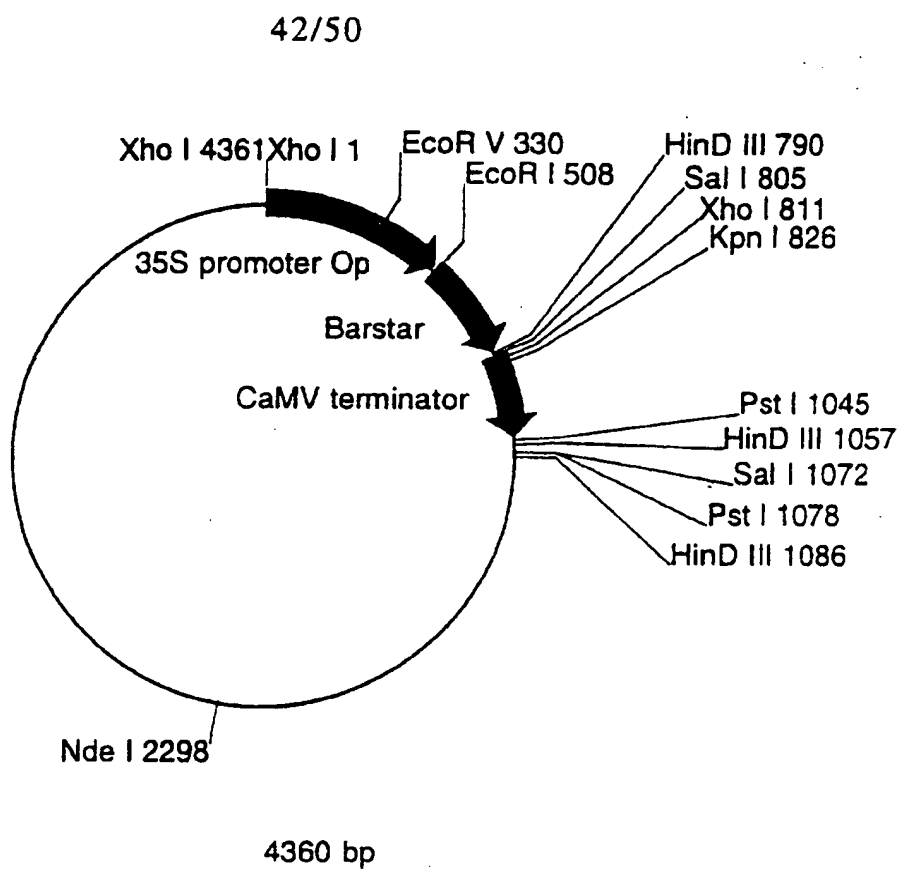 42/50
Xho I 4361 Xho I 1
EcoR V 330
EcoR I 508
HinD III 790
Sal I 805
Xho I 811
Kpn I 826
35S promoter Op
Barstar
CaMV terminator
Pst I 1045
HinD III 1057
Sal I 1072
Pst I 1078
HinD III 1086
Nde I 2298
4360 bp